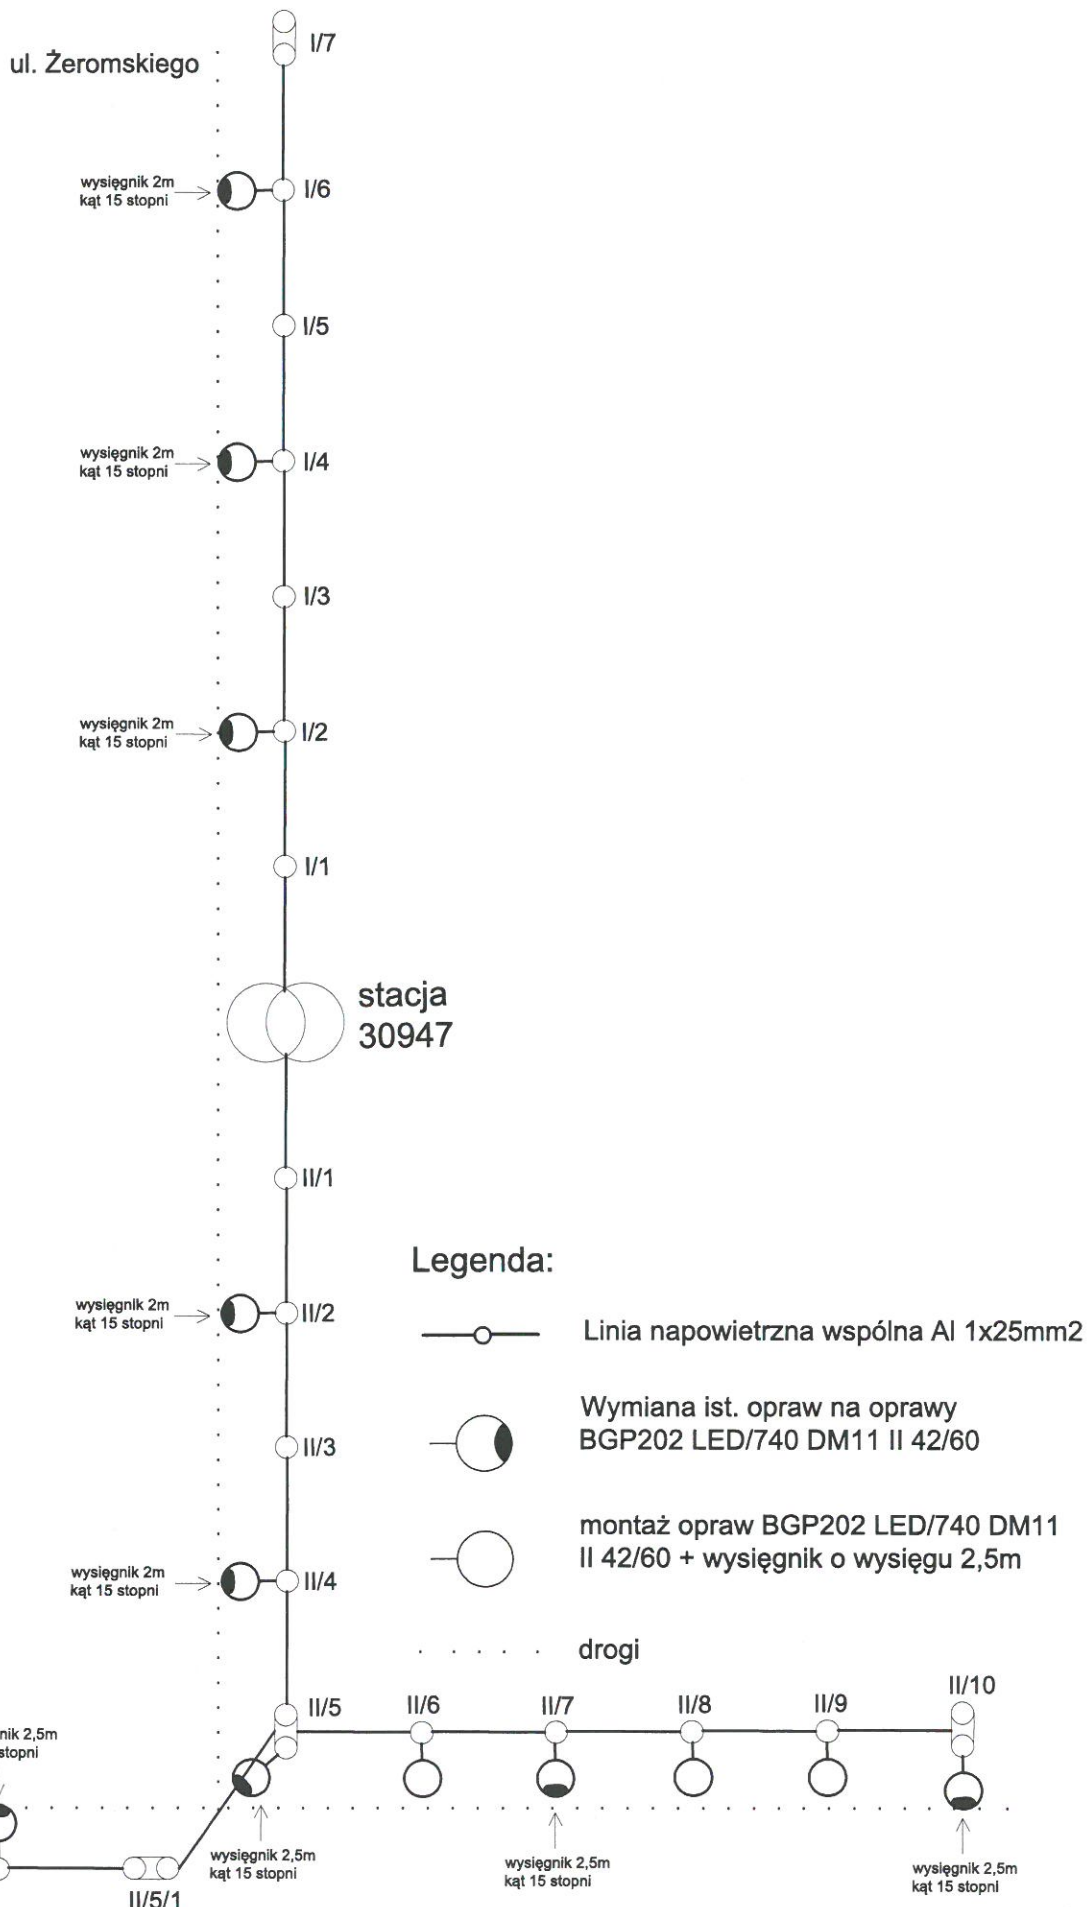 I/7
ul. Żeromskiego
wysięgnik 2m
kąt 15 stopni
I/6
I/5
wysięgnik 2m
kąt 15 stopni
I/4
I/3
wysięgnik 2m
kąt 15 stopni
I/2
I/1
stacja
30947
II/1
Legenda:
wysięgnik 2m
kąt 15 stopni
II/2
Linia napowietrzna wspólna Al 1x25mm2
Wymiana ist. opraw na oprawy
BGP202 LED/740 DM11 II 42/60
II/3
montaż opraw BGP202 LED/740 DM11
II 42/60 + wysięgnik o wysięgu 2,5m
wysięgnik 2m
kąt 15 stopni
II/4
drogi
II/5
II/6
II/7
II/8
II/9
II/10
nik 2,5m
stopni
wysięgnik 2,5m
kąt 15 stopni
wysięgnik 2,5m
kąt 15 stopni
wysięgnik 2,5m
kąt 15 stopni
II/5/1